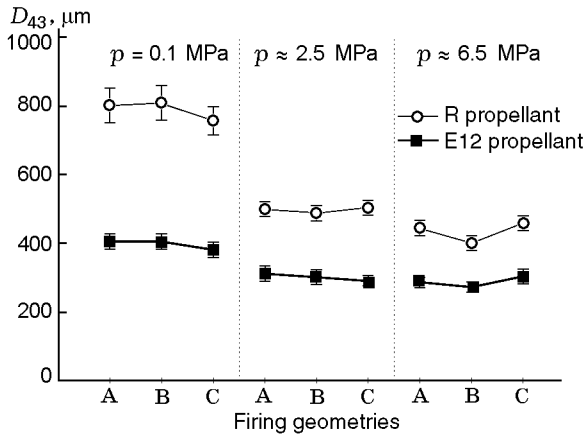 D43, μm
1000
p = 0.1 MPa
p ≈ 2.5 MPa
p ≈ 6.5 MPa
800
R propellant
E12 propellant
600
400
200
0
A B C A B C A B C
Firing geometries